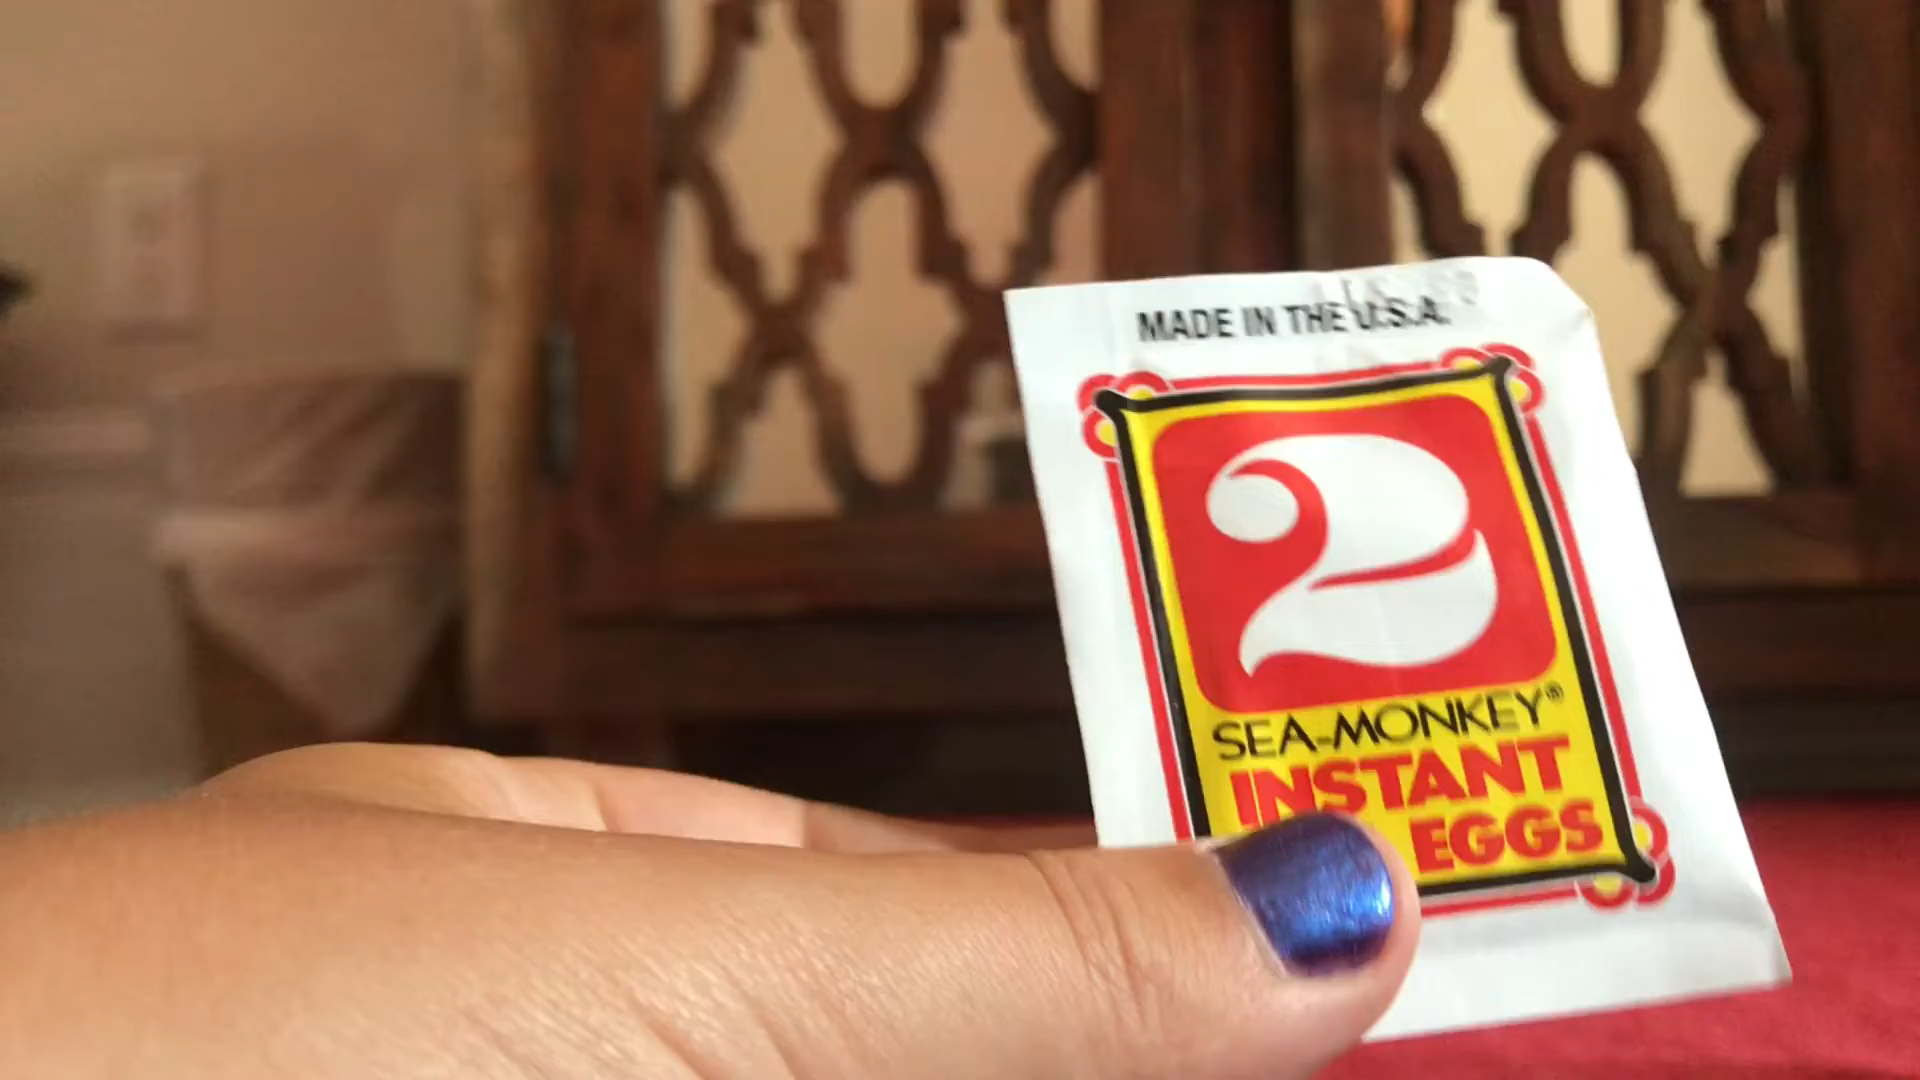 MADE IN THE U.S.A.
2
SEA-MONKEY®
INSTANT
EGGS